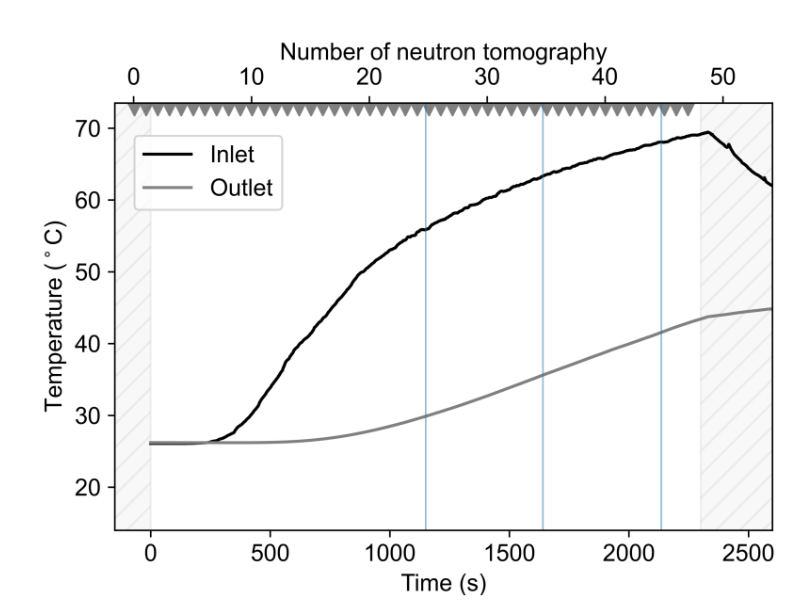 Number of neutron tomography
0 10 20 30 40 50
70
60
50
40
30
20
Temperature (°C)
Inlet
Outlet
0 500 1000 1500 2000 2500
Time (s)